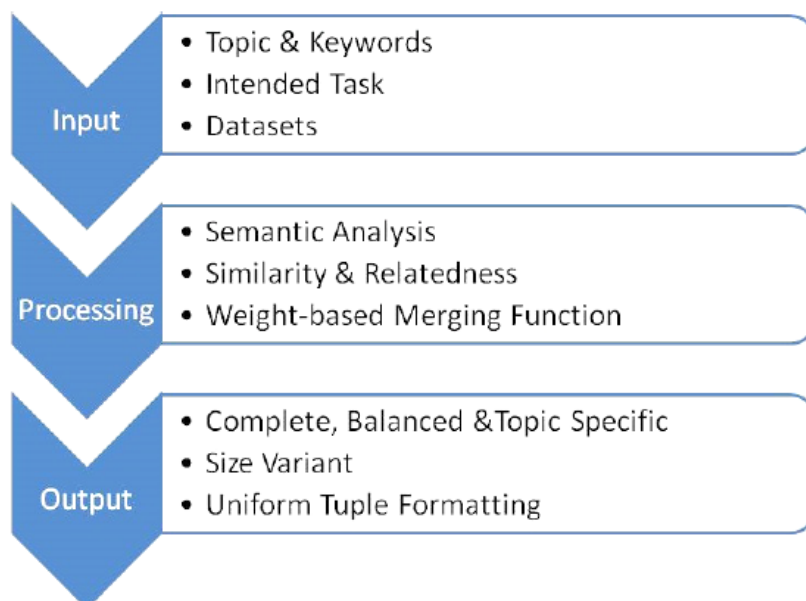 Input
• Topic & Keywords
• Intended Task
• Datasets
Processing
• Semantic Analysis
• Similarity & Relatedness
• Weight-based Merging Function
Output
• Complete, Balanced &Topic Specific
• Size Variant
• Uniform Tuple Formatting